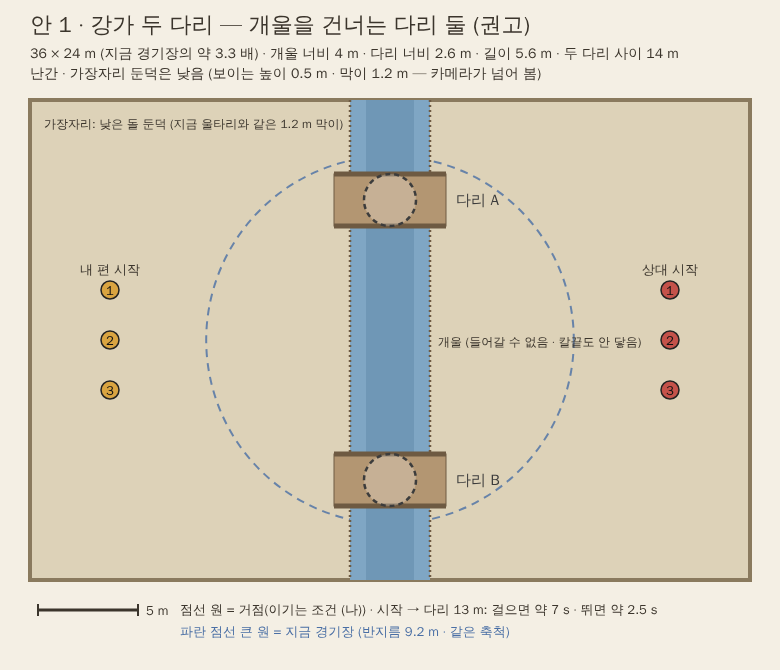 안 1 · 강가 두 다리 — 개울을 건너는 다리 둘 (권고)
36 × 24 m (지금 경기장의 약 3.3 배) · 개울 너비 4 m · 다리 너비 2.6 m · 길이 5.6 m · 두 다리 사이 14 m
난간 · 가장자리 둔덕은 낮음 (보이는 높이 0.5 m · 막이 1.2 m — 카메라가 넘어 봄)
가장자리: 낮은 돌 둔덕 (지금 울타리와 같은 1.2 m 막이)
다리 A
내 편 시작
상대 시작
1
1
2
개울 (들어갈 수 없음 · 칼끝도 안 닿음)
2
3
3
다리 B
5 m
점선 원 = 거점(이기는 조건 (나)) · 시작 → 다리 13 m: 걸으면 약 7 s · 뛰면 약 2.5 s
파란 점선 큰 원 = 지금 경기장 (반지름 9.2 m · 같은 축척)